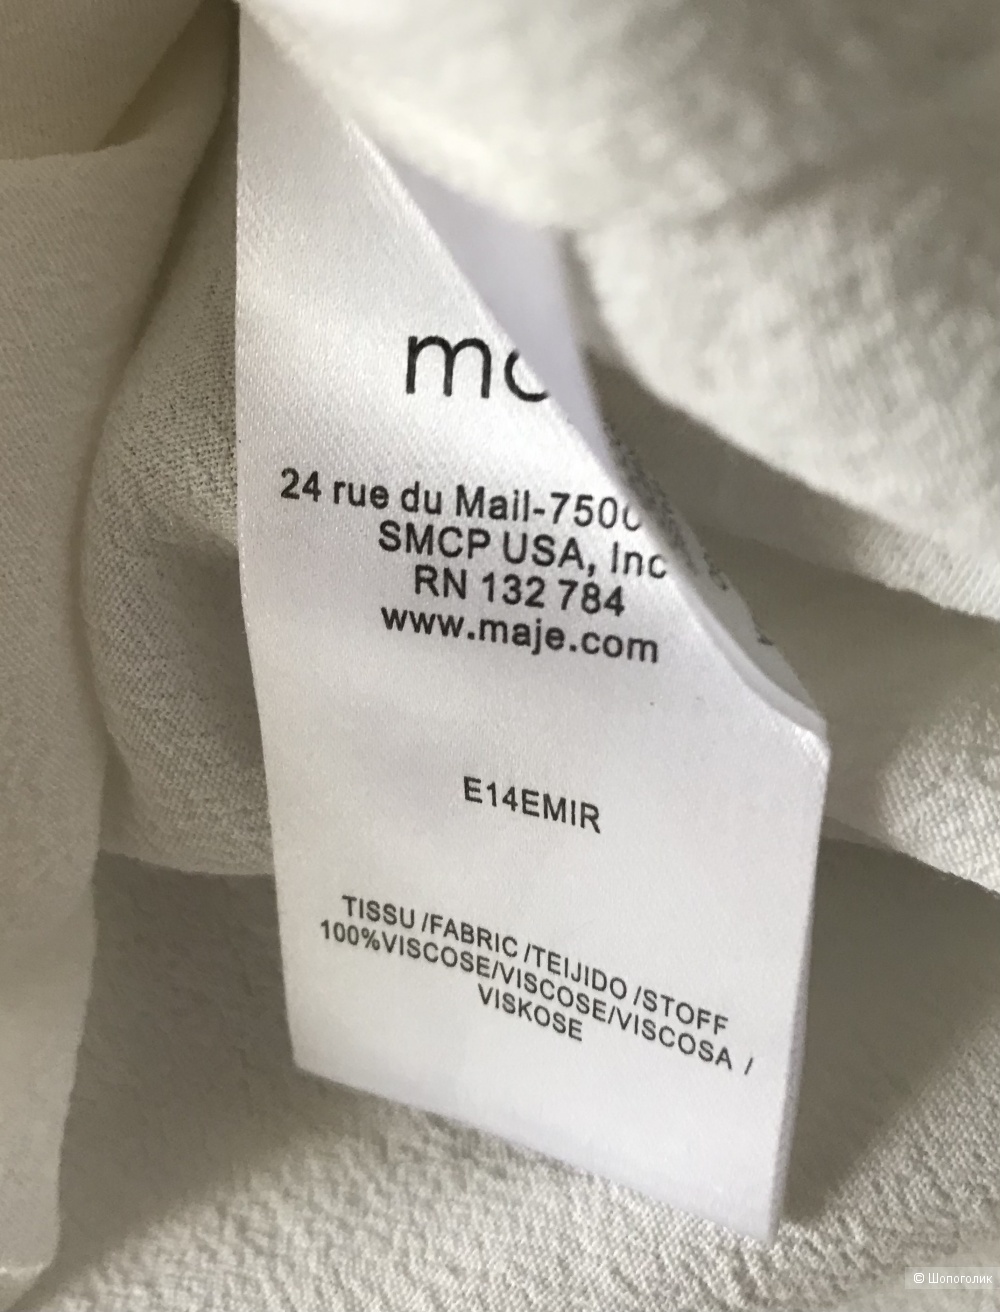 24 rue du Mail-750
SMCP USA, Inc
RN 132 784
www.maje.com
E14EMIR
TISSU /FABRIC /TEIJIDO /STOFF
100%VISCOSE/VISCOSE/VISCOSA /
VISKOSE
© Шопоголик